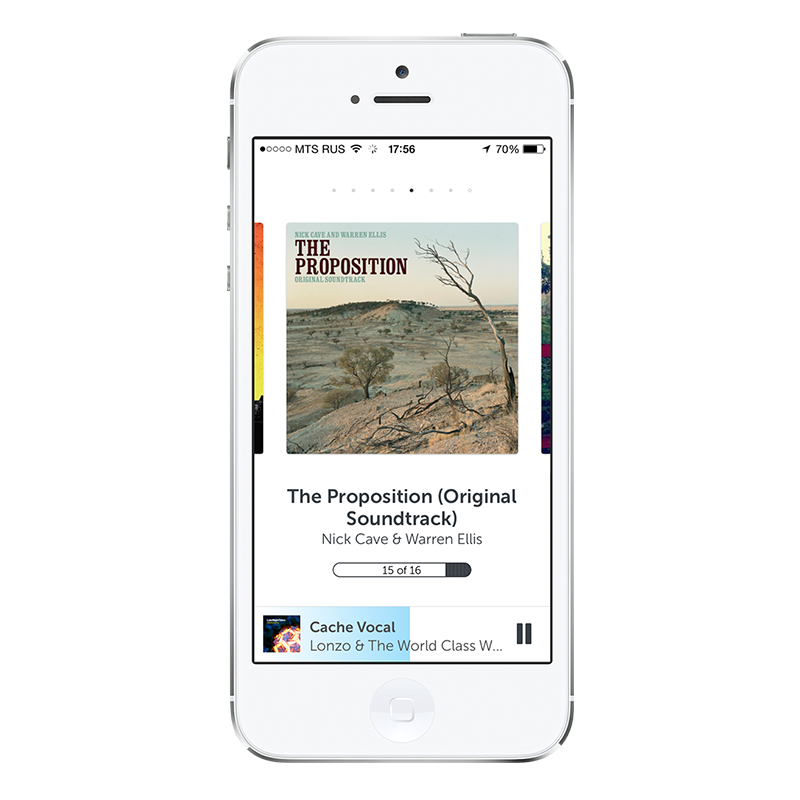 MTS RUS 17:56 70%
NICK CAVE AND WARREN ELLIS
THE
PROPOSITION
ORIGINAL SOUNDTRACK
The Proposition (Original
Soundtrack)
Nick Cave & Warren Ellis
15 of 16
Cache Vocal
Lonzo & The World Class W...